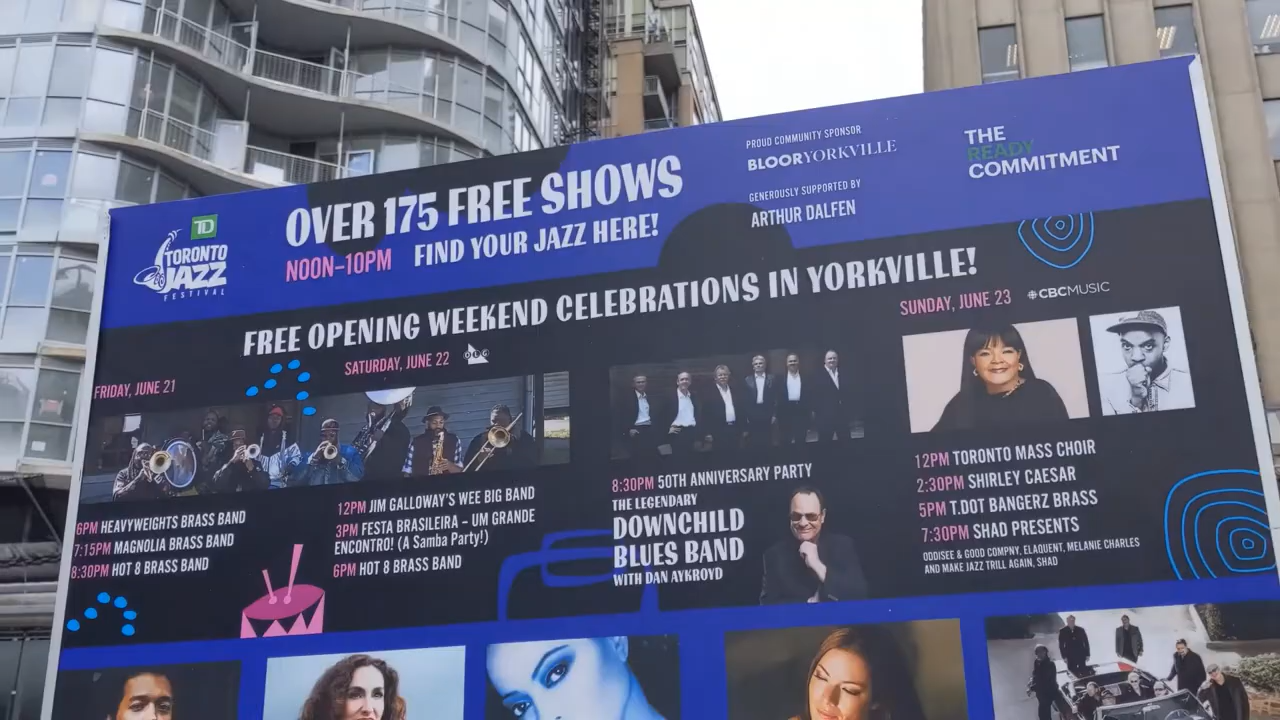 TD
TORONTO
JAZZ
FESTIVAL
OVER 175 FREE SHOWS
NOON–10PM FIND YOUR JAZZ HERE!
PROUD COMMUNITY SPONSOR
BLOORYORKVILLE
GENEROUSLY SUPPORTED BY
ARTHUR DALFEN
THE
READY
COMMITMENT
FREE OPENING WEEKEND CELEBRATIONS IN YORKVILLE!
FRIDAY, JUNE 21
6PM HEAVYWEIGHTS BRASS BAND
7:15PM MAGNOLIA BRASS BAND
8:30PM HOT 8 BRASS BAND
SATURDAY, JUNE 22
12PM JIM GALLOWAY'S WEE BIG BAND
3PM FESTA BRASILEIRA – UM GRANDE
ENCONTRO! (A Samba Party!)
6PM HOT 8 BRASS BAND
8:30PM 50TH ANNIVERSARY PARTY
THE LEGENDARY
DOWNCHILD
BLUES BAND
WITH DAN AYKROYD
SUNDAY, JUNE 23
CBCMUSIC
12PM TORONTO MASS CHOIR
2:30PM SHIRLEY CAESAR
5PM T.DOT BANGERZ BRASS
7:30PM SHAD PRESENTS
ODDISEE & GOOD COMPNY, ELAQUENT, MELANIE CHARLES
AND MAKE JAZZ TRILL AGAIN, SHAD